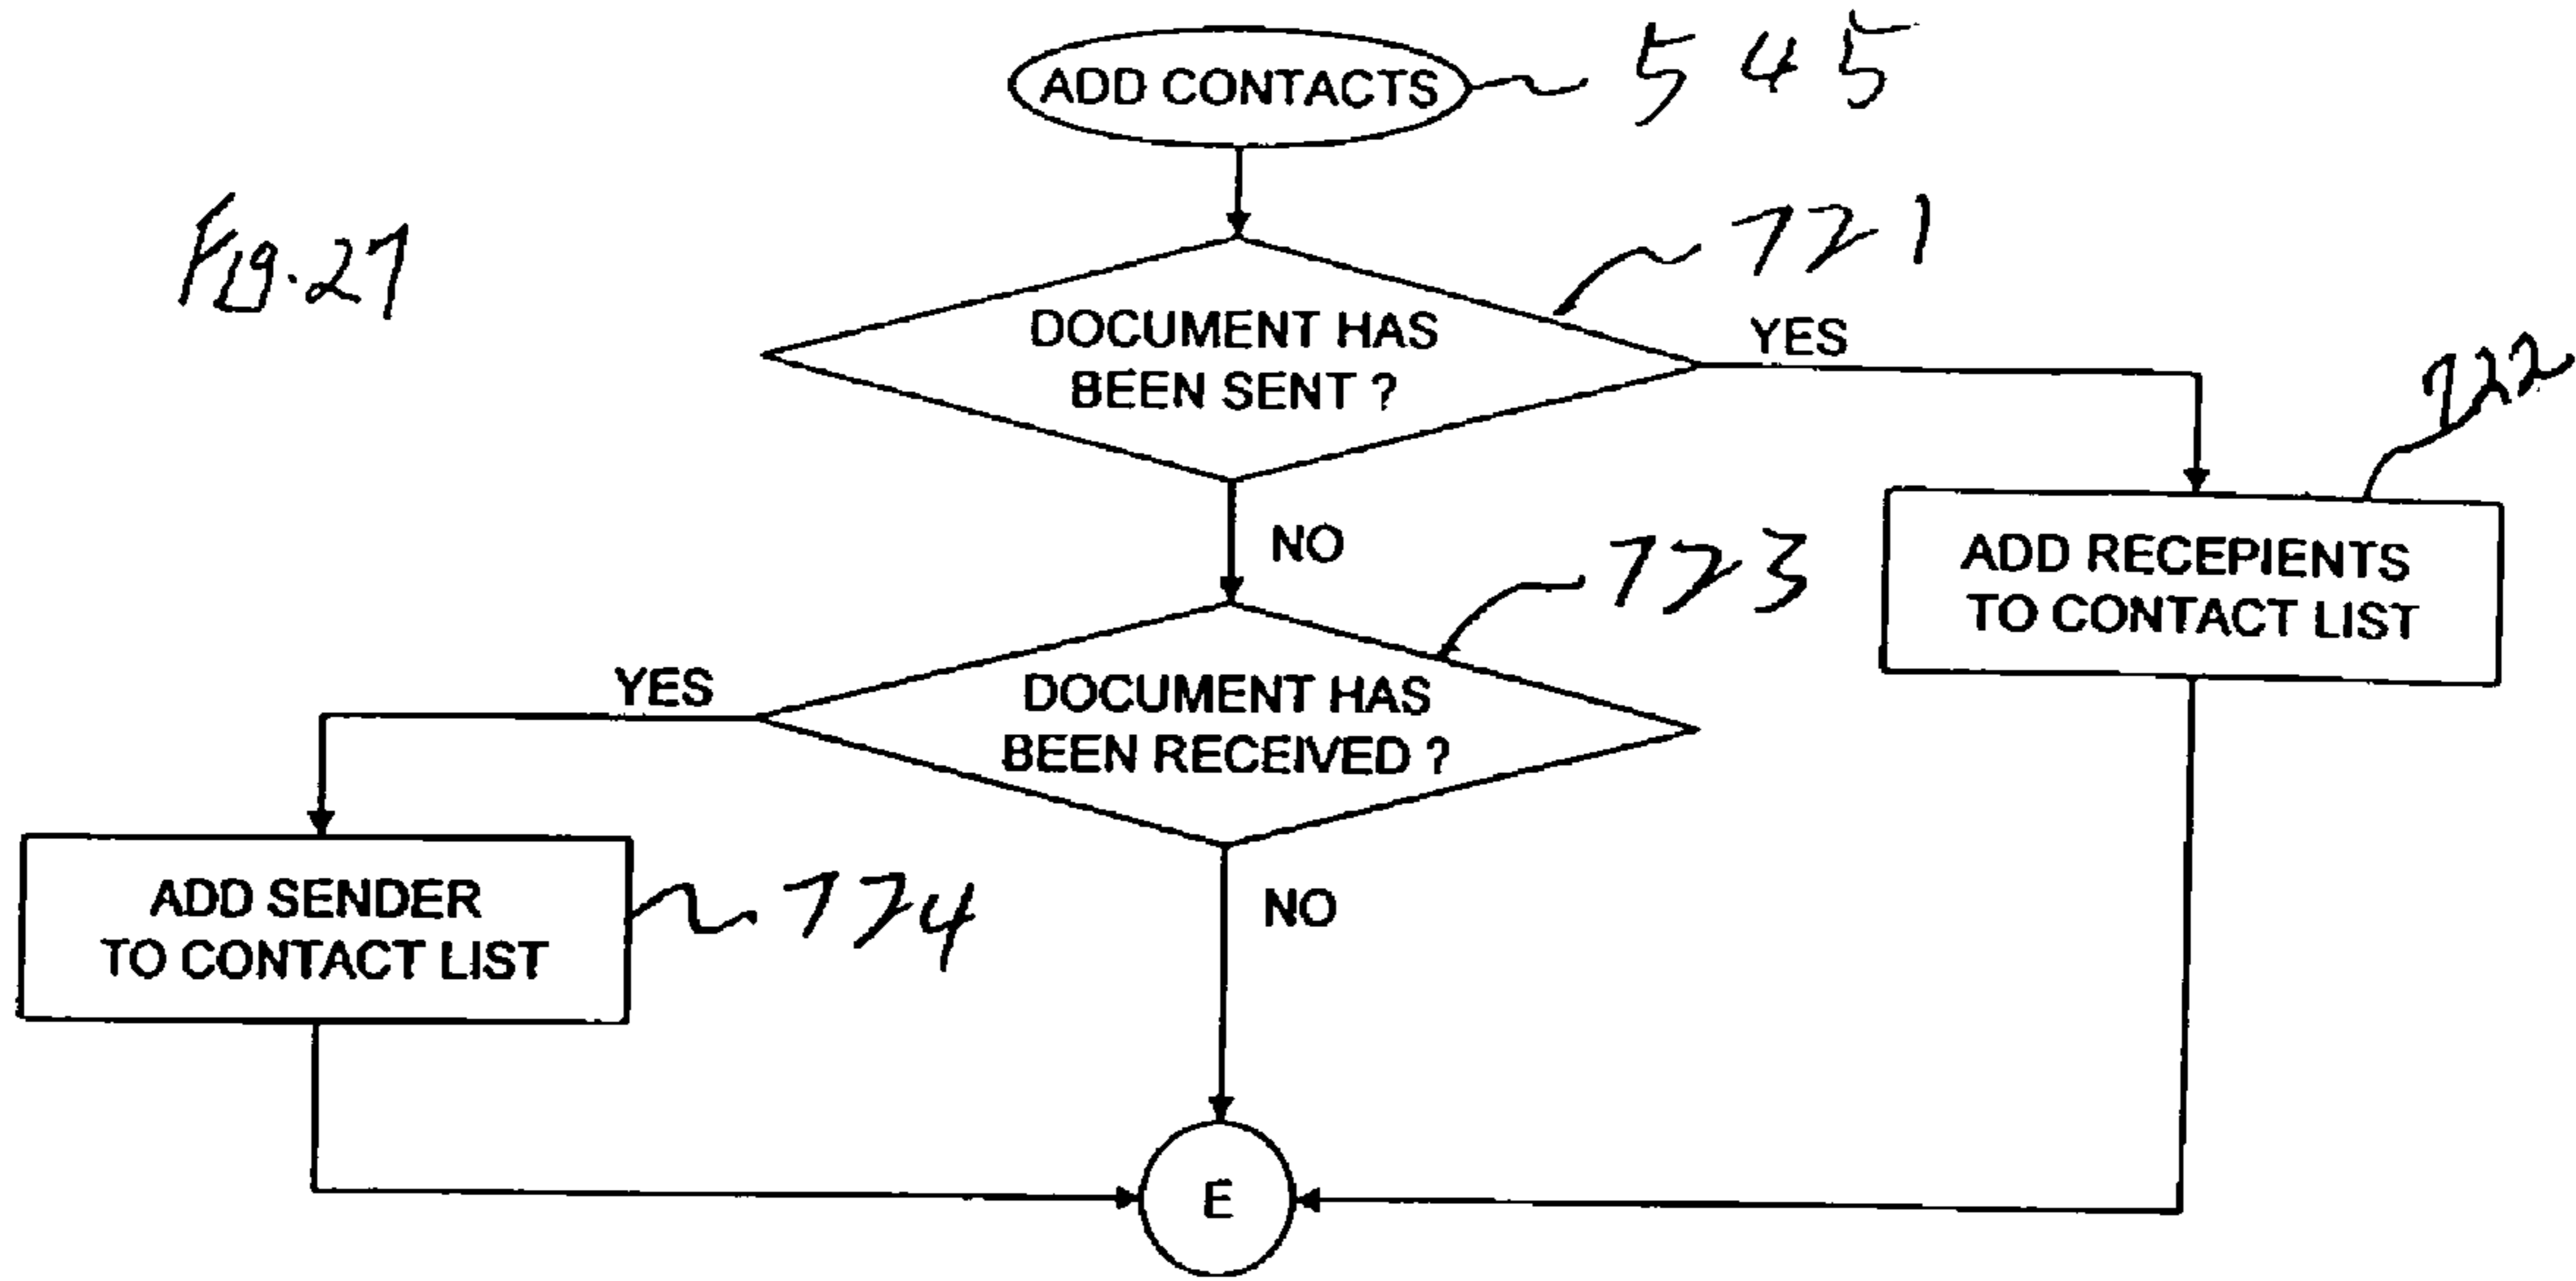 ADD CONTACTS
545
Fig.27
721
DOCUMENT HAS
BEEN SENT ?
YES
722
NO
723
ADD RECEPIENTS
TO CONTACT LIST
YES
DOCUMENT HAS
BEEN RECEIVED ?
ADD SENDER
TO CONTACT LIST
724
NO
E